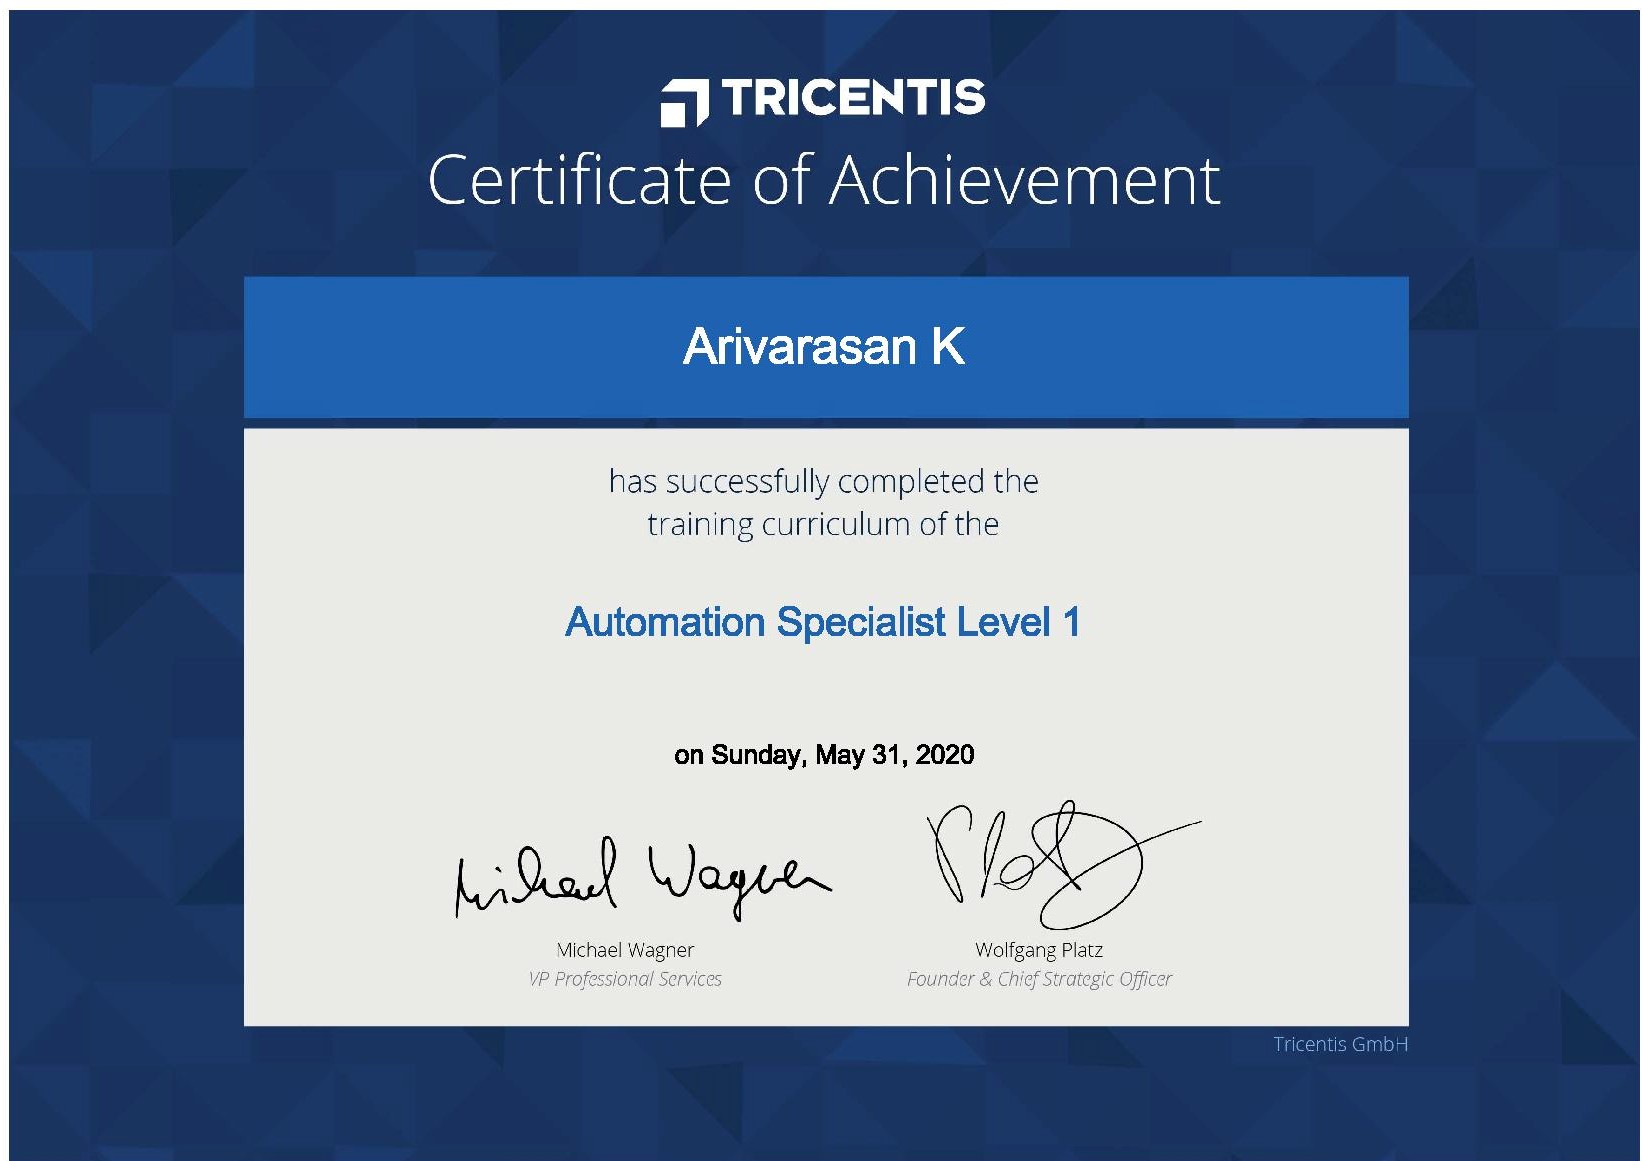 TRICENTIS
Certificate of Achievement
Arivarasan K
has successfully completed the
training curriculum of the
Automation Specialist Level 1
on Sunday, May 31, 2020
Michael Wagner
Platz
Michael Wagner
Wolfgang Platz
VP Professional Services
Founder & Chief Strategic Officer
Tricentis GmbH